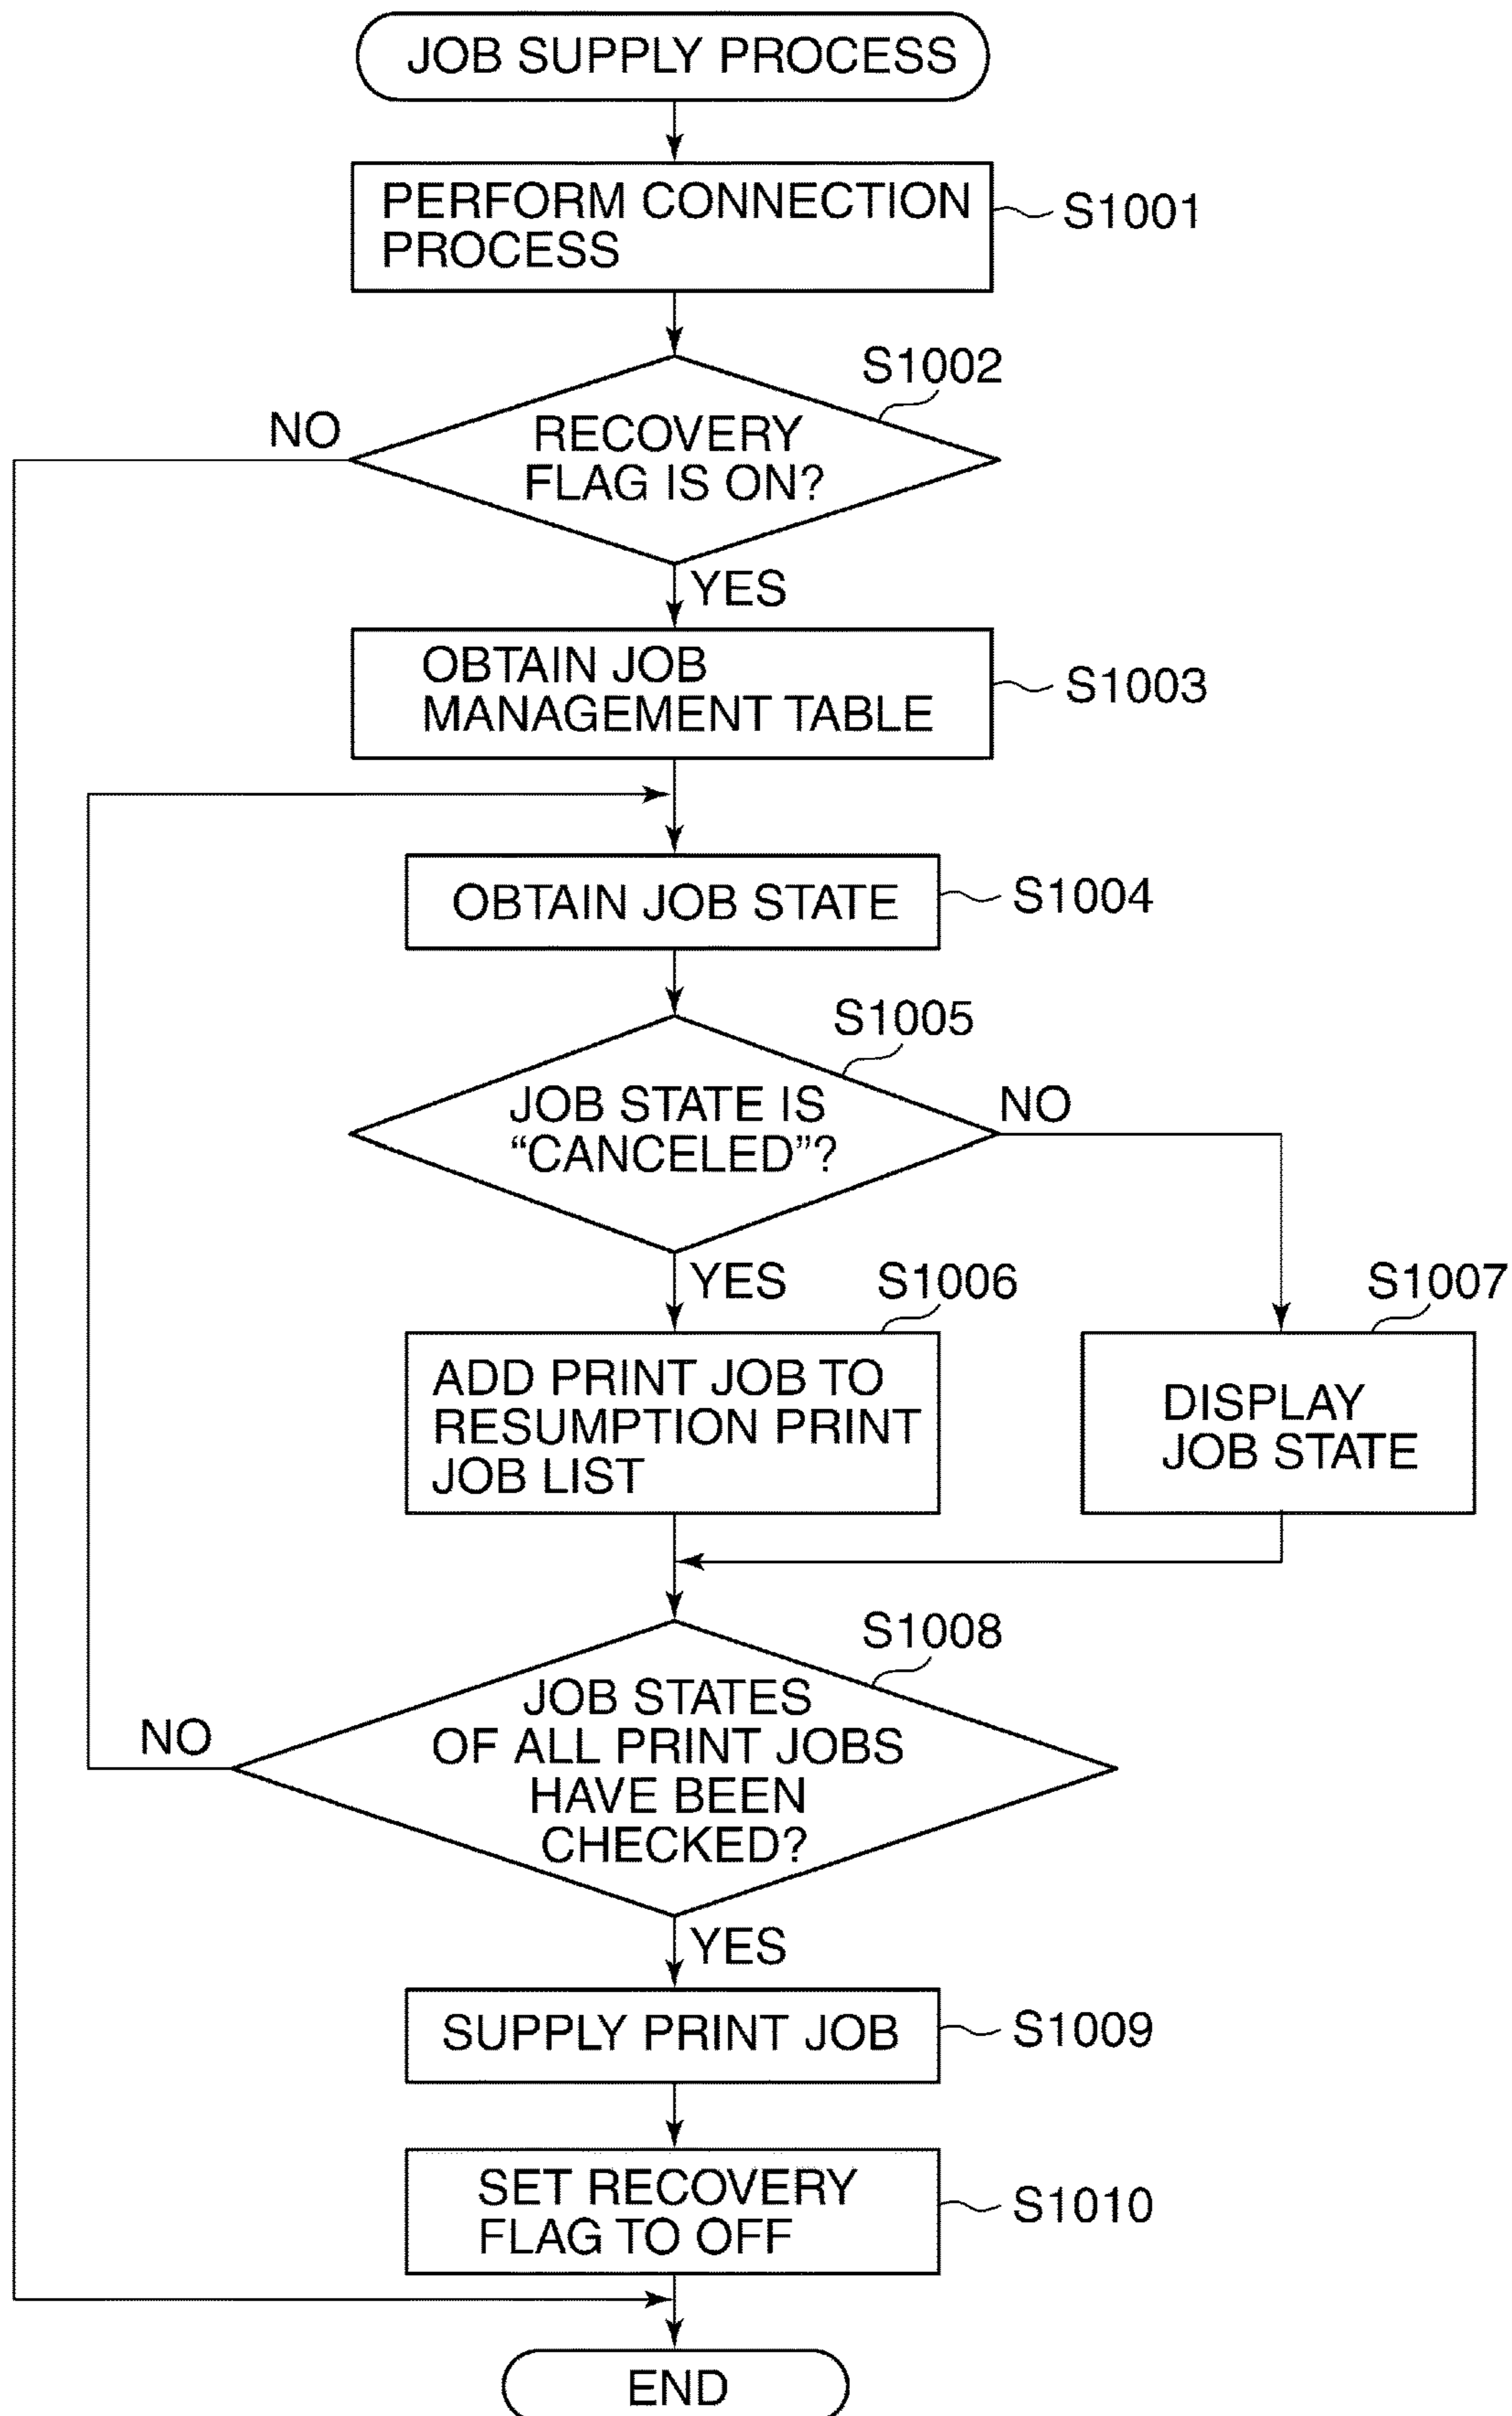 JOB SUPPLY PROCESS
PERFORM CONNECTION
PROCESS
S1001
S1002
NO
RECOVERY
FLAG IS ON?
YES
OBTAIN JOB
MANAGEMENT TABLE
S1003
OBTAIN JOB STATE
S1004
S1005
JOB STATE IS
“CANCELED”?
NO
YES
S1006
S1007
ADD PRINT JOB TO
RESUMPTION PRINT
JOB LIST
DISPLAY
JOB STATE
S1008
JOB STATES
OF ALL PRINT JOBS
HAVE BEEN
CHECKED?
NO
YES
SUPPLY PRINT JOB
S1009
SET RECOVERY
FLAG TO OFF
S1010
END